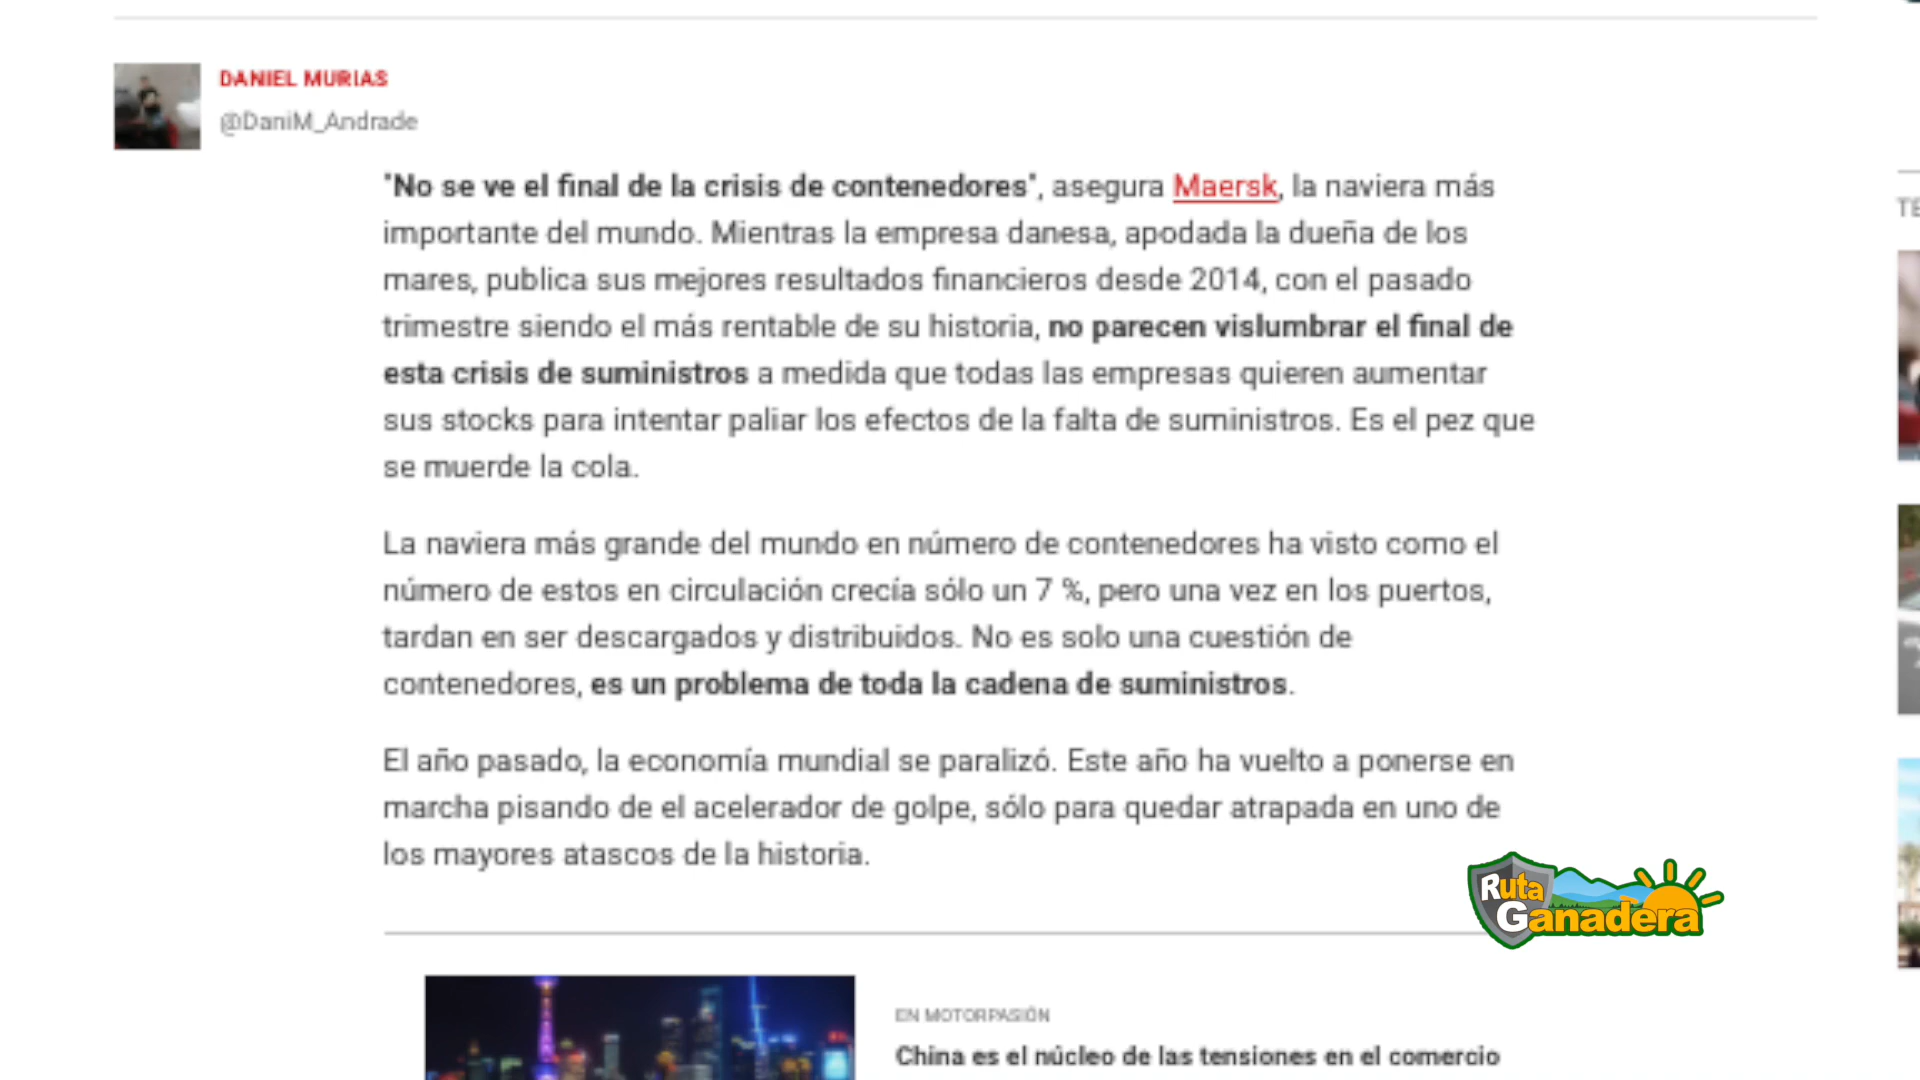 DANIEL MURIAS
@DaniM_Andrade
"No se ve el final de la crisis de contenedores", asegura Maersk, la naviera más
importante del mundo. Mientras la empresa danesa, apodada la dueña de los
mares, publica sus mejores resultados financieros desde 2014, con el pasado
trimestre siendo el más rentable de su historia, no parecen vislumbrar el final de
esta crisis de suministros a medida que todas las empresas quieren aumentar
sus stocks para intentar paliar los efectos de la falta de suministros. Es el pez que
se muerde la cola.
La naviera más grande del mundo en número de contenedores ha visto como el
número de estos en circulación crecía sólo un 7 %, pero una vez en los puertos,
tardan en ser descargados y distribuidos. No es solo una cuestión de
contenedores, es un problema de toda la cadena de suministros.
El año pasado, la economía mundial se paralizó. Este año ha vuelto a ponerse en
marcha pisando de el acelerador de golpe, sólo para quedar atrapada en uno de
los mayores atascos de la historia.
Ruta
Ganadera
EN MOTORPASIÓN
China es el núcleo de las tensiones en el comercio
TE